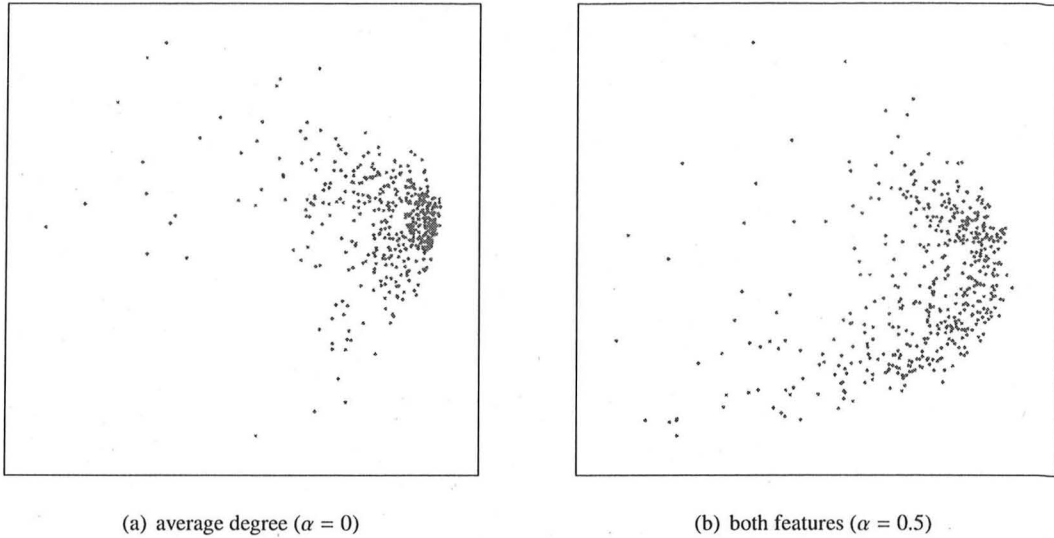 (a) average degree (α = 0)
(b) both features (α = 0.5)